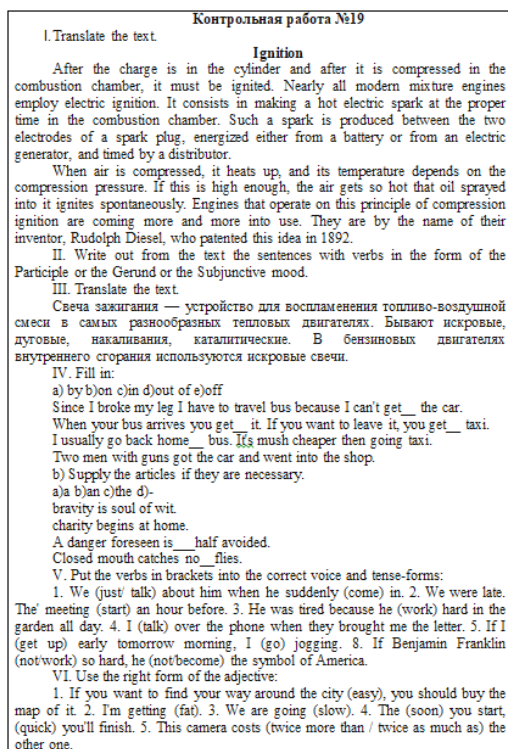 Контрольная работа №19
I.Translate the text.
Ignition
After the charge is in the cylinder and after it is compressed in the
combustion chamber, it must be ignited. Nearly all modern mixture engines
employ electric ignition. It consists in making a hot electric spark at the proper
time in the combustion chamber. Such a spark is produced between the two
electrodes of a spark plug, energized either from a battery or from an electric
generator, and timed by a distributor.
When air is compressed, it heats up, and its temperature depends on the
compression pressure. If this is high enough, the air gets so hot that oil sprayed
into it ignites spontaneously. Engines that operate on this principle of compression
ignition are coming more and more into use. They are by the name of their
inventor, Rudolph Diesel, who patented this idea in 1892.
II. Write out from the text the sentences with verbs in the form of the
Participle or the Gerund or the Subjunctive mood.
III. Translate the text.
Свеча зажигания — устройство для воспламенения топливо-воздушной
смеси в самых разнообразных тепловых двигателях. Бывают искровые,
дуговые, накаливания, каталитические. В бензиновых двигателях
внутреннего сгорания используются искровые свечи.
IV. Fill in:
a) by b)on c)in d)out of e)off
Since I broke my leg I have to travel bus because I can't get__ the car.
When your bus arrives you get__ it. If you want to leave it, you get__ taxi.
I usually go back home__ bus. It's mush cheaper then going taxi.
Two men with guns got the car and went into the shop.
b) Supply the articles if they are necessary.
a)a b)an c)the d)-
bravity is soul of wit.
charity begins at home.
A danger foreseen is___half avoided.
Closed mouth catches no__flies.
V. Put the verbs in brackets into the correct voice and tense-forms:
1. We (just/ talk) about him when he suddenly (come) in. 2. We were late.
The' meeting (start) an hour before. 3. He was tired because he (work) hard in the
garden all day. 4. I (talk) over the phone when they brought me the letter. 5. If I
(get up) early tomorrow morning, I (go) jogging. 8. If Benjamin Franklin
(not/work) so hard, he (not/become) the symbol of America.
VI. Use the right form of the adjective:
1. If you want to find your way around the city (easy), you should buy the
map of it. 2. I'm getting (fat). 3. We are going (slow). 4. The (soon) you start,
(quick) you'll finish. 5. This camera costs (twice more than / twice as much as) the
other one.